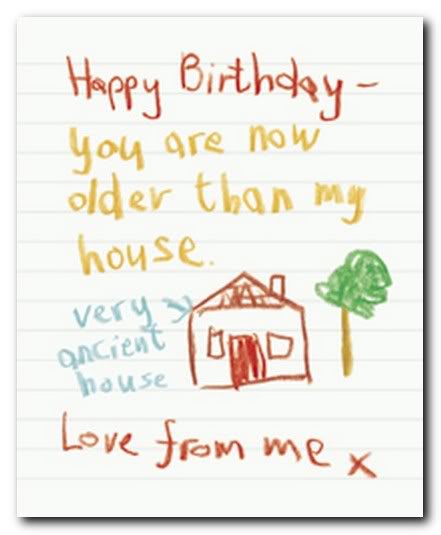 Happy Birthday –
you are now
older than my
house.
very
ancient
house
Love from me x